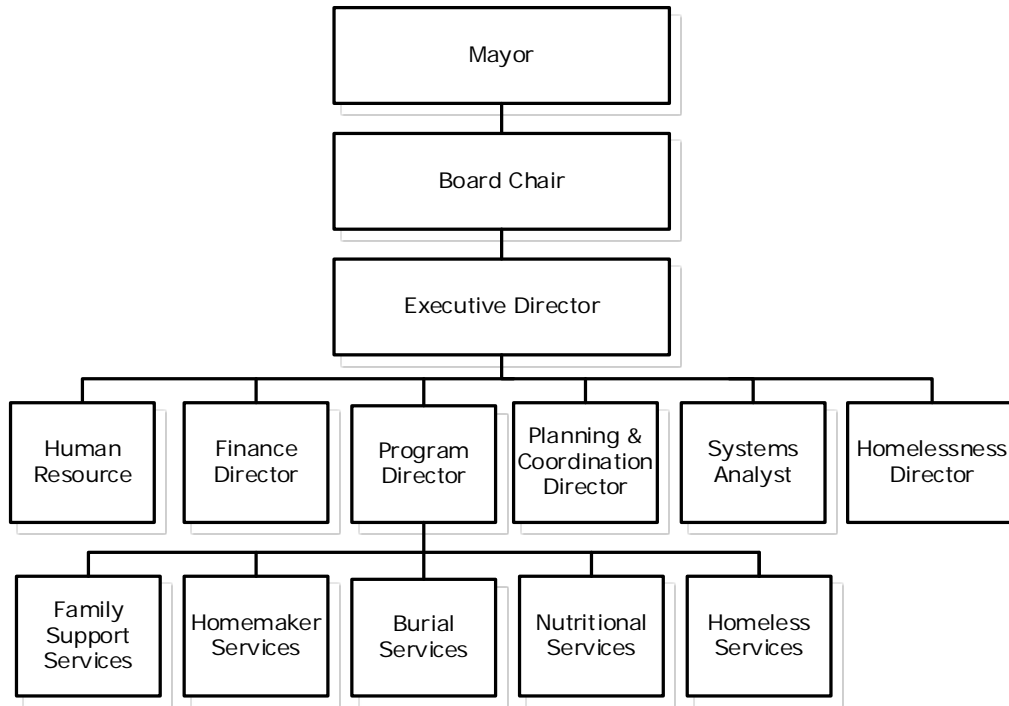 Mayor
Board Chair
Executive Director
Human
Resource
Finance
Director
Program
Director
Planning &
Coordination
Director
Systems
Analyst
Homelessness
Director
Family
Support
Services
Homemaker
Services
Burial
Services
Nutritional
Services
Homeless
Services